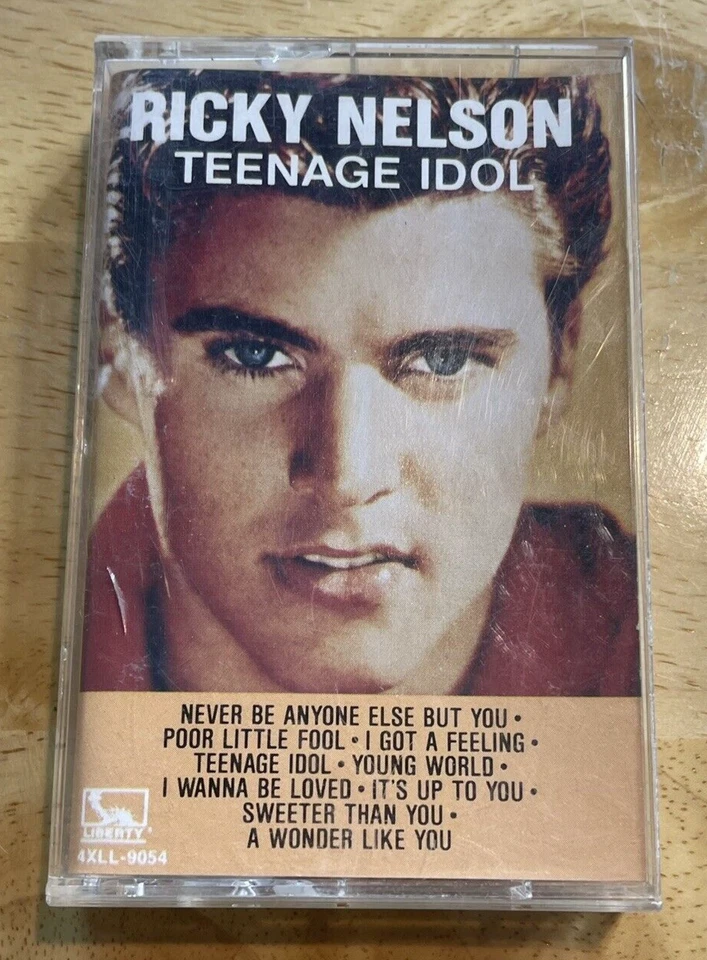 RICKY NELSON
TEENAGE IDOL
NEVER BE ANYONE ELSE BUT YOU •
POOR LITTLE FOOL • I GOT A FEELING •
TEENAGE IDOL • YOUNG WORLD •
I WANNA BE LOVED • IT'S UP TO YOU •
SWEETER THAN YOU •
A WONDER LIKE YOU
LIBERTY®
4XLL-9054